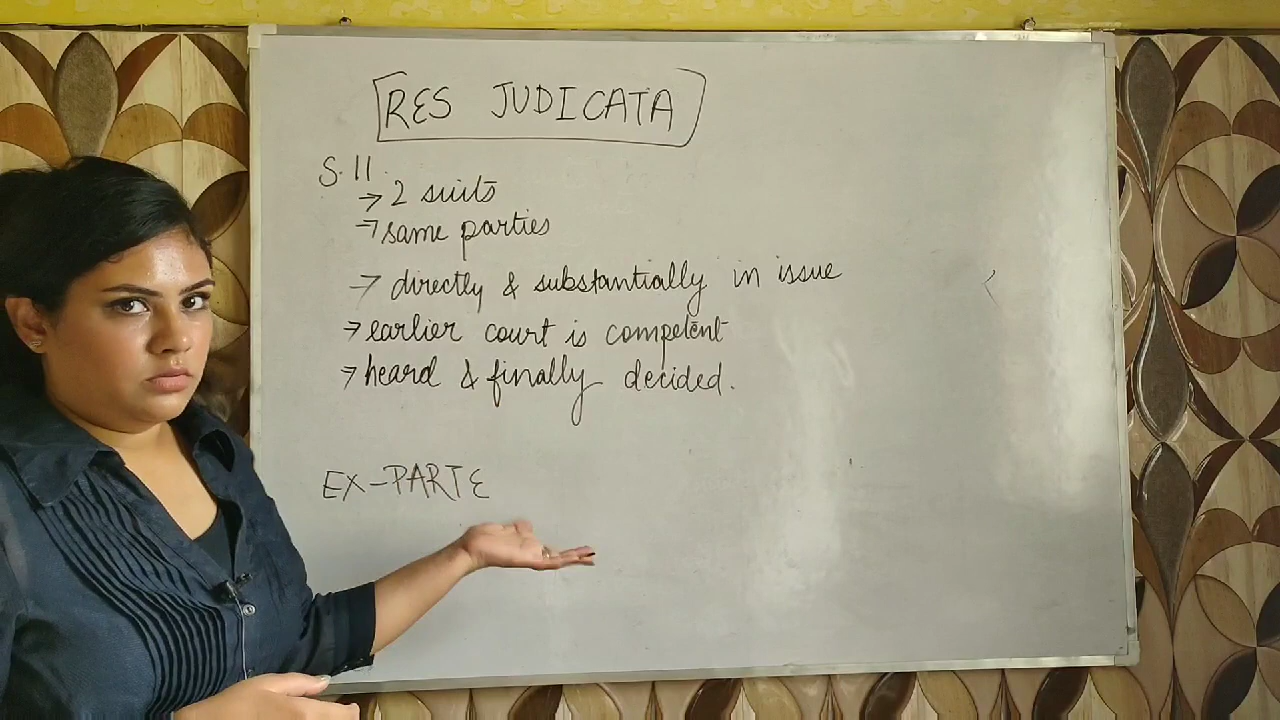 RES JUDICATA
S. 11.
→ 2 suits
→ same parties
→ directly & substantially in issue
→ earlier court is competent
→ heard & finally decided.
EX-PARTE